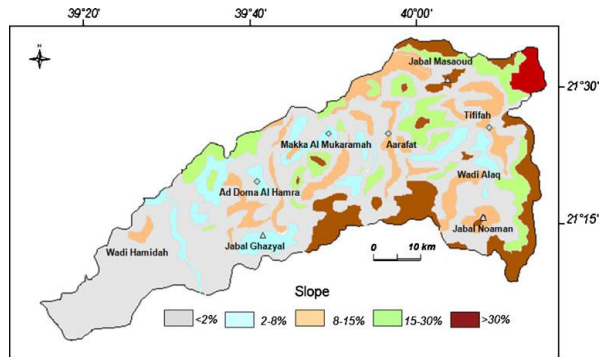 39°20 39°40 40°00
N
Jabal Masaoud
21°30
Tififah
Makka Al Mukaramah Aarafat
Wadi Alaq
Ad Doma Al Hamra
21°15
Jabal Noaman
Wadi Hamidah Jabal Ghazyal
0 10 km
Slope
<2% 2-8% 8-15% 15-30% >30%